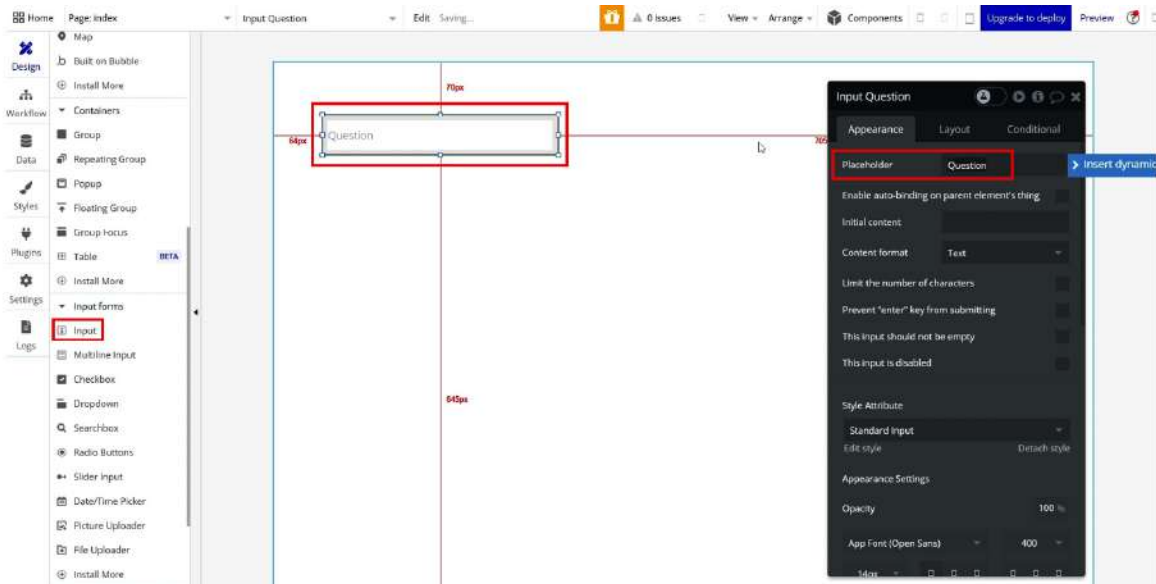 Home Page: index Input Question Edit Saving... 0 issues View Arrange Components Upgrade to deploy Preview
Design
Workflow
Data
Styles
Plugins
Settings
Logs
Map
Built on Bubble
Install More
Containers
Group
Repeating Group
Popup
Floating Group
Group Focus
Table BETA
Install More
Input forms
Input
Multiline Input
Checkbox
Dropdown
Searchbox
Radio Buttons
Slider Input
Date/Time Picker
Picture Uploader
File Uploader
Install More
70px
64px
Question
705
645px
Input Question
Appearance Layout Conditional
Placeholder Question
Insert dynamic
Enable auto-binding on parent element's thing
Initial content
Content format Text
Limit the number of characters
Prevent "enter" key from submitting
This input should not be empty
This input is disabled
Style Attribute
Standard Input
Edit style Detach style
Appearance Settings
Opacity 100 %
App Font (Open Sans) 400
14px